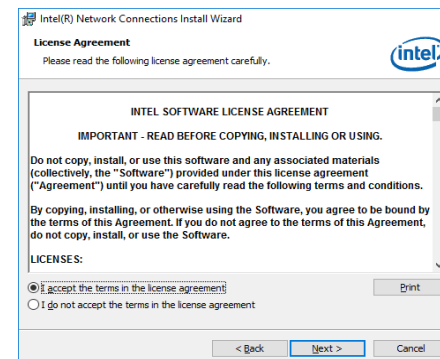 Intel(R) Network Connections Install Wizard
License Agreement
Please read the following license agreement carefully.
intel
INTEL SOFTWARE LICENSE AGREEMENT
IMPORTANT - READ BEFORE COPYING, INSTALLING OR USING.
Do not copy, install, or use this software and any associated materials
(collectively, the "Software") provided under this license agreement
("Agreement") until you have carefully read the following terms and conditions.
By copying, installing, or otherwise using the Software, you agree to be bound by
the terms of this Agreement. If you do not agree to the terms of this Agreement,
do not copy, install, or use the Software.
LICENSES:
I accept the terms in the license agreement
Print
I do not accept the terms in the license agreement
< Back
Next >
Cancel